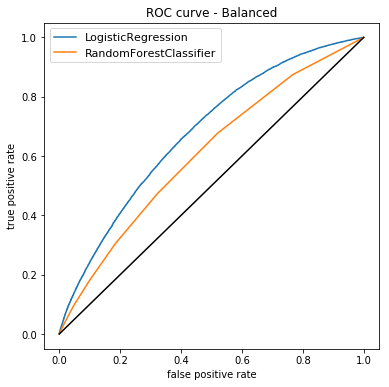 ROC curve - Balanced
LogisticRegression
RandomForestClassifier
true positive rate
1.0
0.8
0.6
0.4
0.2
0.0
0.0 0.2 0.4 0.6 0.8 1.0
false positive rate